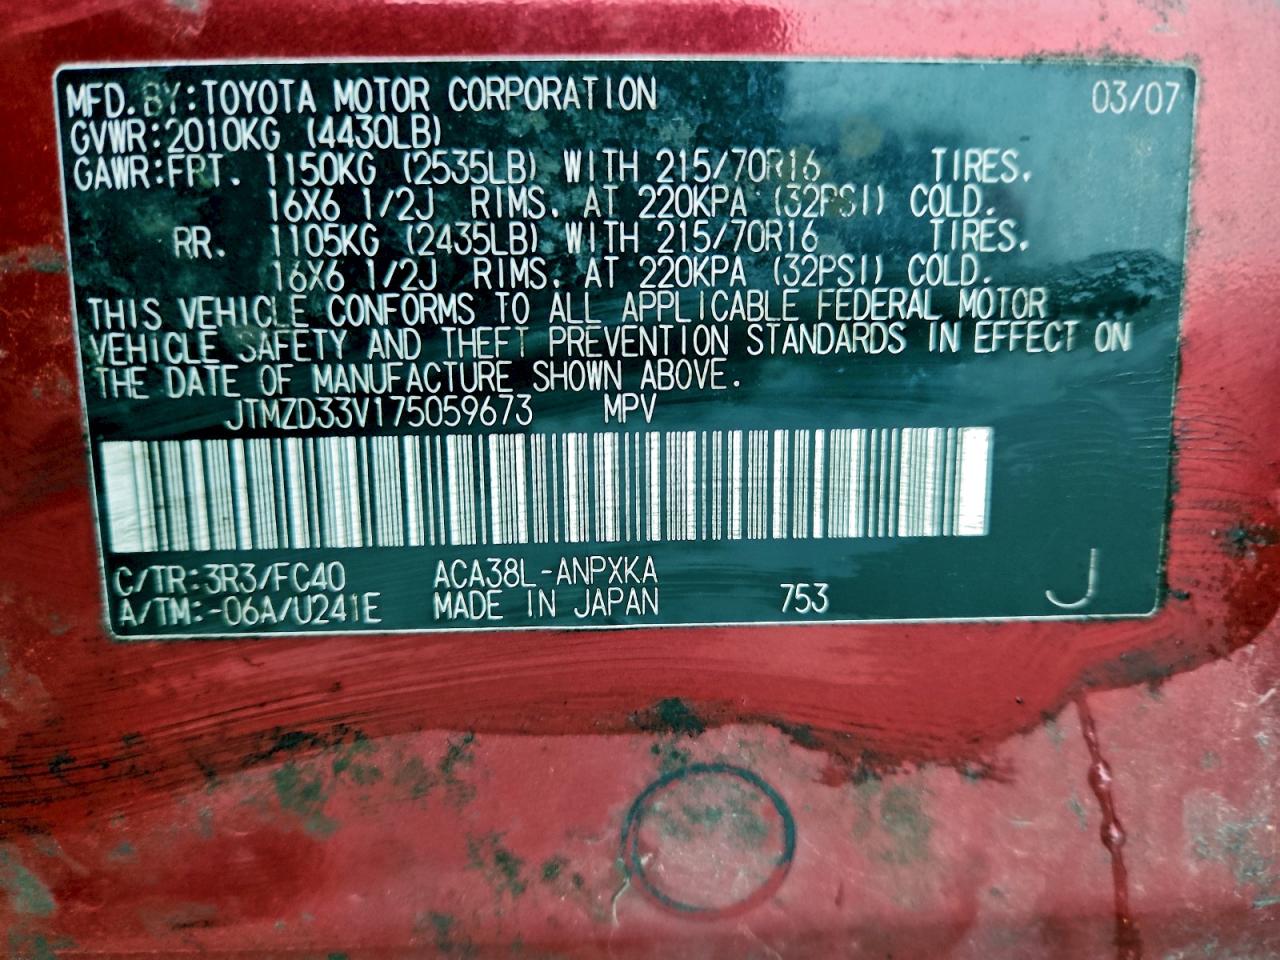 MFD. BY: TOYOTA MOTOR CORPORATION 03/07
GVWR: 2010KG (4430LB)
GAWR: FRT. 1150KG (2535LB) WITH 215/70R16 TIRES.
16X6 1/2J RIMS. AT 220KPA (32PSI) COLD.
RR. 1105KG (2435LB) WITH 215/70R16 TIRES.
16X6 1/2J RIMS. AT 220KPA (32PSI) COLD.
THIS VEHICLE CONFORMS TO ALL APPLICABLE FEDERAL MOTOR
VEHICLE SAFETY AND THEFT PREVENTION STANDARDS IN EFFECT ON
THE DATE OF MANUFACTURE SHOWN ABOVE.
JTMZD33V175059673 MPV
C/TR: 3R3/FC40 ACA38L-ANPXKA
A/TM: -06A/U241E MADE IN JAPAN 753 J